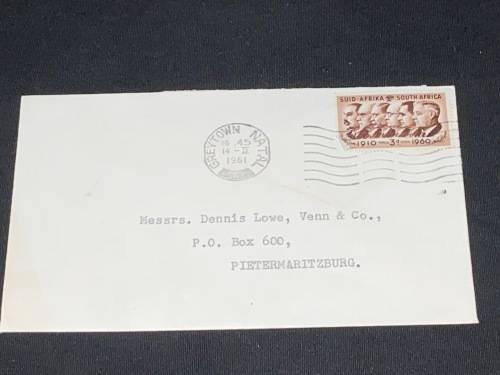 SUID-AFRIKA SOUTH AFRICA
1910 3d 1960
GREYTOWN NATAL
16.45
14-II
1961
Messrs. Dennis Lowe, Venn & Co.,
P.O. Box 600,
PIETERMARITZBURG.